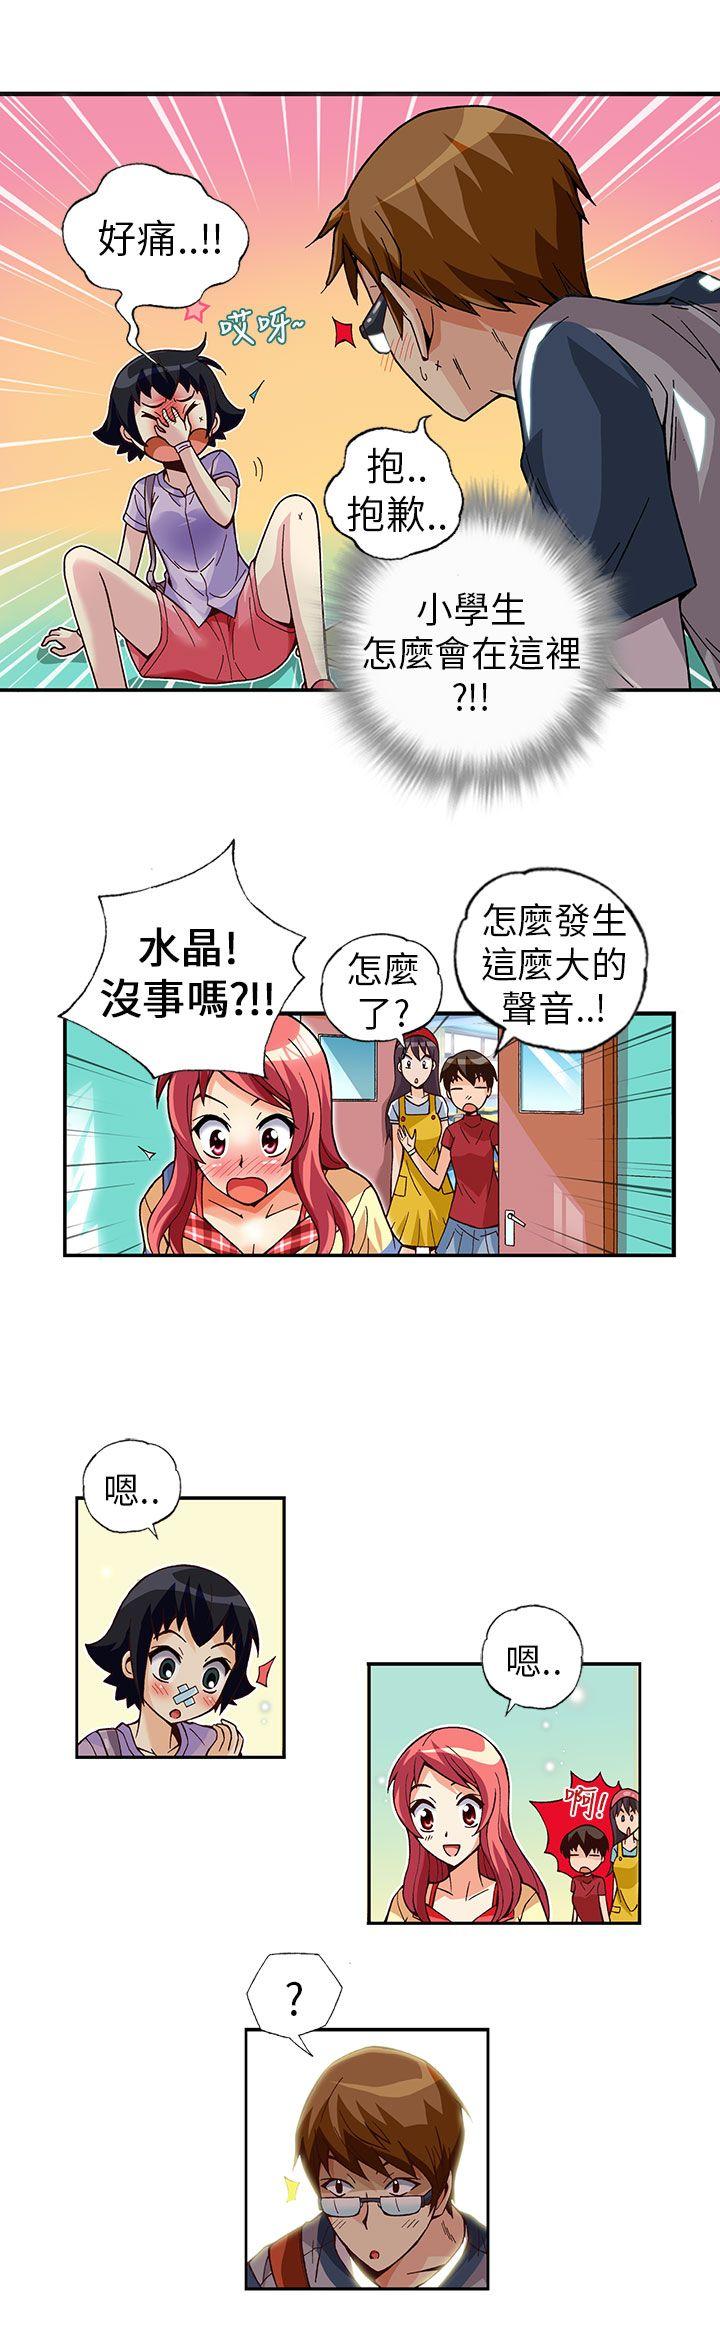 好痛..!!
哎呀~
抱..
抱歉..
小學生
怎麼會在這裡
?!!
水晶!
沒事嗎?!!
怎麼
了?
怎麼發生
這麼大的
聲音..!
嗯..
嗯..
啊!
?